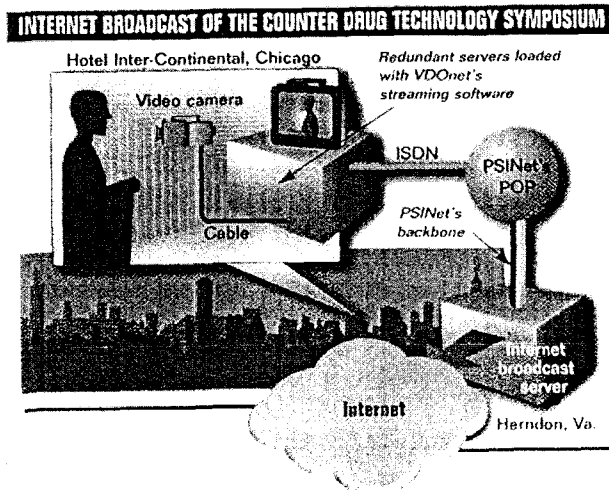 INTERNET BROADCAST OF THE COUNTER DRUG TECHNOLOGY SYMPOSIUM
Hotel Inter-Continental, Chicago
Redundant servers loaded
with VDOnet's
streaming software
Video camera
ISDN
PSINet's
POP
Cable
PSINet's
backbone
Internet
broadcast
server
Internet
Herndon, Va.